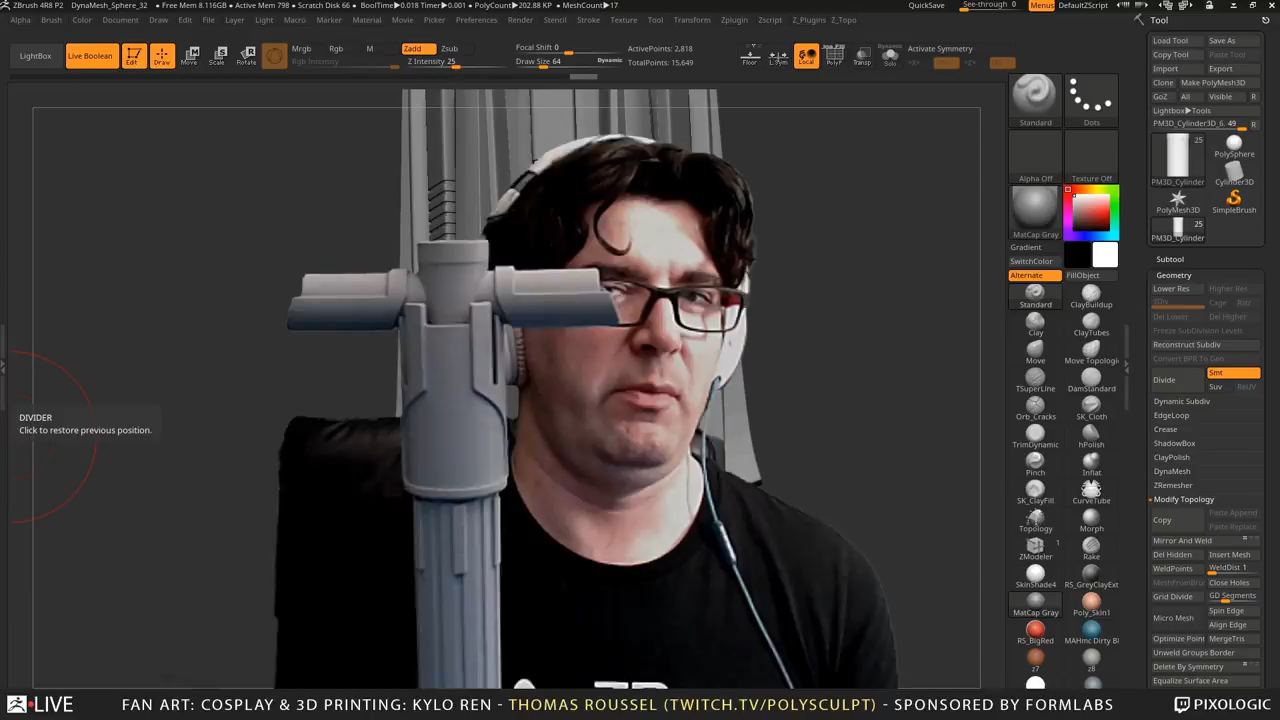 ZBrush 4R8 P2 DynaMesh_Sphere_32 • Free Mem 8.116GB • Active Mem 798 • Scratch Disk 66 • BoolTime▶0.018 Timer▶0.001 • PolyCount▶202.88 KP • MeshCount▶17 QuickSave See-through 0 Menus DefaultZScript
Alpha Brush Color Document Draw Edit File Layer Light Macro Marker Material Movie Picker Preferences Render Stencil Stroke Texture Tool Transform Zplugin Zscript Z_Plugins Z_Topo
LightBox
Live Boolean
Edit
Draw
Move
Scale
Rotate
Mrgb Rgb M
Rgb Intensity
Zadd Zsub
Z Intensity 25
Focal Shift 0
Draw Size 64 Dynamic
ActivePoints: 2,818
TotalPoints: 15,649
Floor
L.Sym
Local
PolyF
Transp
Dynamic
Solo
Activate Symmetry
>X< >Y< >Z<
DIVIDER
Click to restore previous position.
Standard Dots
Alpha Off Texture Off
MatCap Gray
Gradient
SwitchColor
Alternate FillObject
Standard ClayBuildup
Clay ClayTubes
Move Move Topologic
TSuperLine DamStandard
Orb_Cracks SK_Cloth
TrimDynamic hPolish
Pinch Inflat
SK_ClayFill CurveTube
Topology Morph
ZModeler 1 Rake
SkinShade4 RS_GreyClayExt
MatCap Gray Poly_Skin1
RS_BigRed MAHmc Dirty Bl
z7 z8
Tool
Load Tool Save As
Copy Tool Paste Tool
Import Export
Clone Make PolyMesh3D
GoZ All Visible R
Lightbox▶Tools
PM3D_Cylinder3D_6. 49 R
25
PolySphere
PM3D_Cylinder Cylinder3D
PolyMesh3D SimpleBrush
25
PM3D_Cylinder
Subtool
Geometry
Lower Res Higher Res
SDiv Cage Rstr
Del Lower Del Higher
Freeze SubDivision Levels
Reconstruct Subdiv
Convert BPR To Geo
Divide Smt
Suv ReUV
Dynamic Subdiv
EdgeLoop
Crease
ShadowBox
ClayPolish
DynaMesh
ZRemesher
Modify Topology
Copy Paste Append
Paste Replace
Mirror And Weld
Del Hidden Insert Mesh
WeldPoints WeldDist 1
MeshFromBru Close Holes
Grid Divide GD Segments
Micro Mesh Spin Edge
Align Edge
Optimize Point MergeTris
Unweld Groups Border
Delete By Symmetry
Equalize Surface Area
LIVE FAN ART: COSPLAY & 3D PRINTING: KYLO REN - THOMAS ROUSSEL (TWITCH.TV/POLYSCULPT) - SPONSORED BY FORMLABS PIXOLOGIC